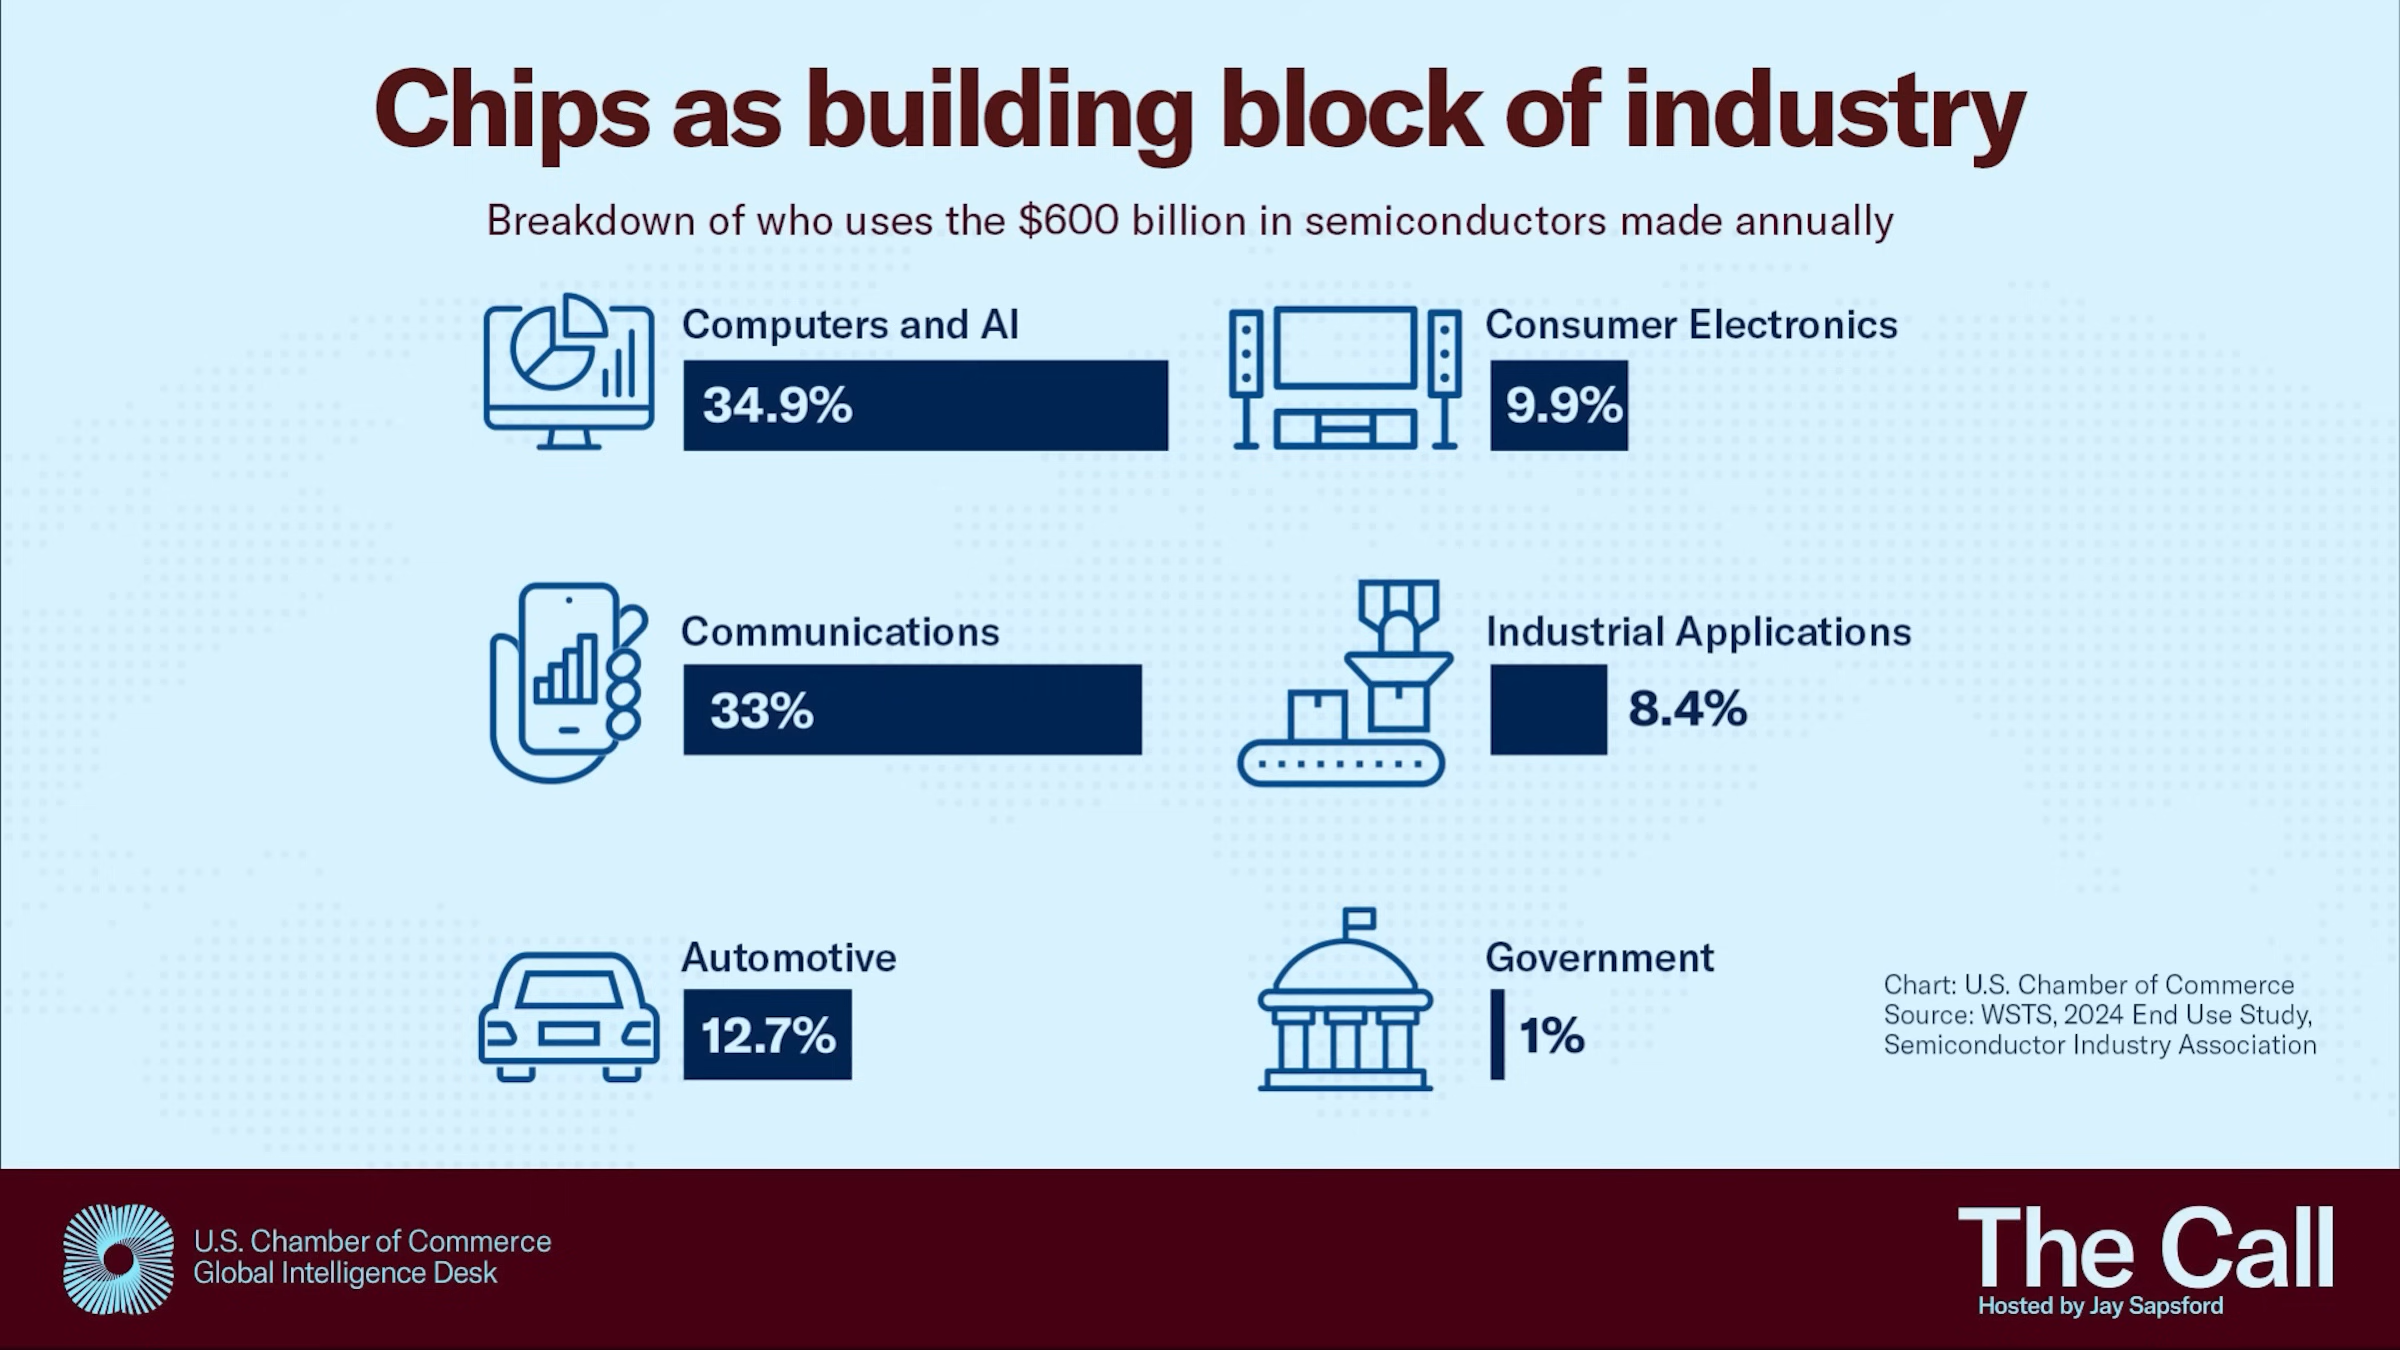 Chips as building block of industry
Breakdown of who uses the $600 billion in semiconductors made annually
Computers and AI
34.9%
Consumer Electronics
9.9%
Communications
33%
Industrial Applications
8.4%
Automotive
12.7%
Government
1%
Chart: U.S. Chamber of Commerce
Source: WSTS, 2024 End Use Study,
Semiconductor Industry Association
U.S. Chamber of Commerce
Global Intelligence Desk
The Call
Hosted by Jay Sapsford